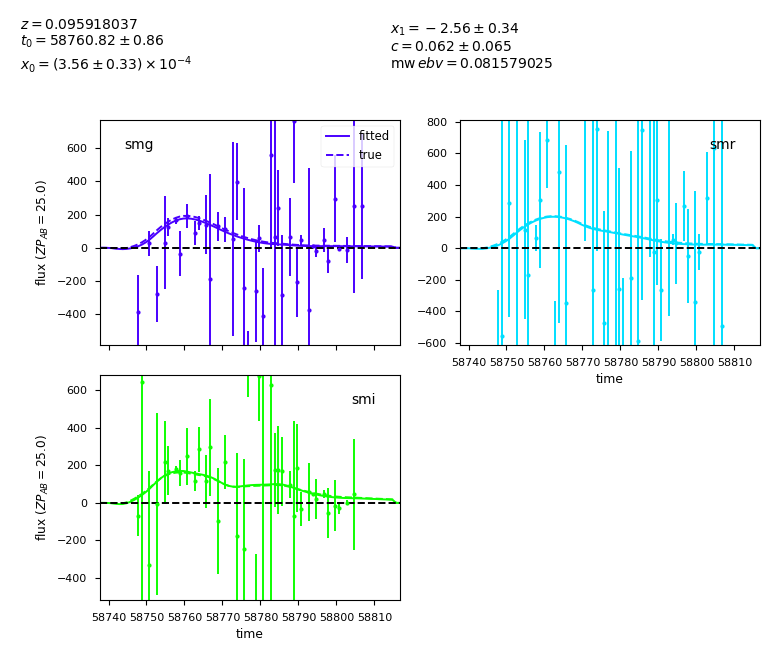 z = 0.095918037
t₀ = 58760.82 ± 0.86
x₀ = (3.56 ± 0.33) × 10⁻⁴
x₁ = −2.56 ± 0.34
c = 0.062 ± 0.065
mw ebv = 0.081579025
smg
fitted
true
600
400
200
0
−200
−400
flux (ZP_AB = 25.0)
smr
800
600
400
200
0
−200
−400
−600
58740 58750 58760 58770 58780 58790 58800 58810
time
smi
600
400
200
0
−200
−400
flux (ZP_AB = 25.0)
58740 58750 58760 58770 58780 58790 58800 58810
time